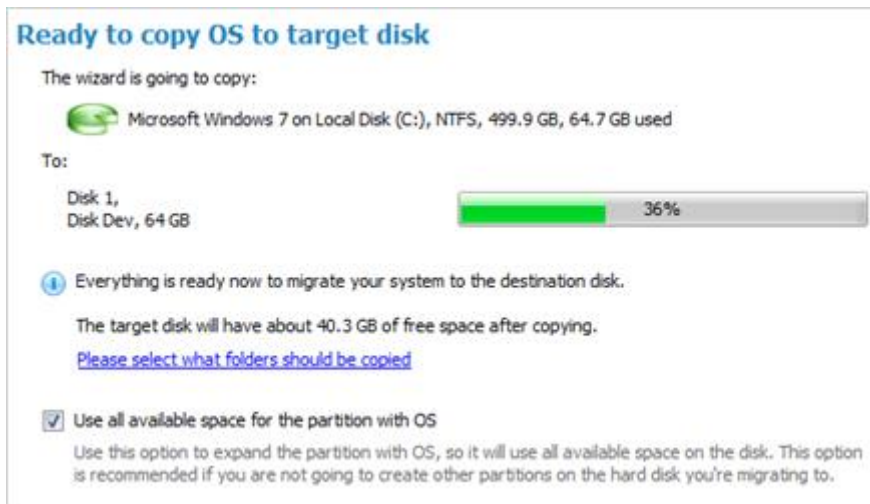 Ready to copy OS to target disk
The wizard is going to copy:
Microsoft Windows 7 on Local Disk (C:), NTFS, 499.9 GB, 64.7 GB used
To:
Disk 1,
Disk Dev, 64 GB
36%
Everything is ready now to migrate your system to the destination disk.
The target disk will have about 40.3 GB of free space after copying.
Please select what folders should be copied
Use all available space for the partition with OS
Use this option to expand the partition with OS, so it will use all available space on the disk. This option
is recommended if you are not going to create other partitions on the hard disk you're migrating to.